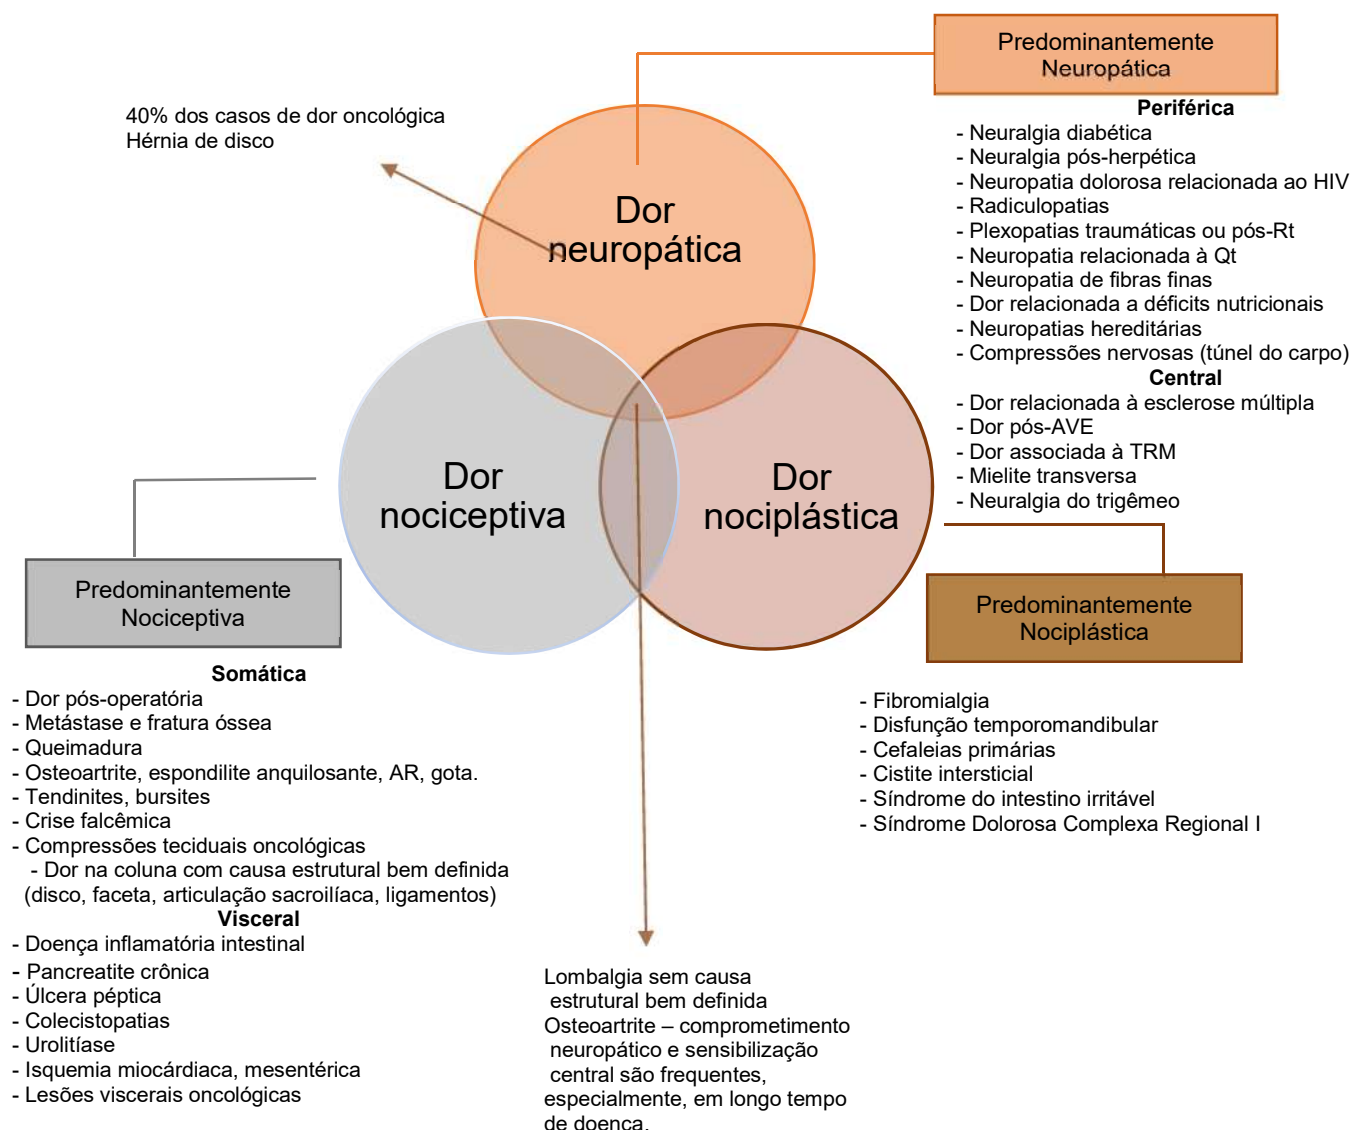 Predominantemente
Neuropática
40% dos casos de dor oncológica
Hérnia de disco
Periférica
- Neuralgia diabética
- Neuralgia pós-herpética
- Neuropatia dolorosa relacionada ao HIV
- Radiculopatias
- Plexopatias traumáticas ou pós-Rt
- Neuropatia relacionada à Qt
- Neuropatia de fibras finas
- Dor relacionada a déficits nutricionais
- Neuropatias hereditárias
- Compressões nervosas (túnel do carpo)
Central
- Dor relacionada à esclerose múltipla
- Dor pós-AVE
- Dor associada à TRM
- Mielite transversa
- Neuralgia do trigêmeo
Dor
neuropática
Dor
nociceptiva
Dor
nociplástica
Predominantemente
Nociceptiva
Somática
- Dor pós-operatória
- Metástase e fratura óssea
- Queimadura
- Osteoartrite, espondilite anquilosante, AR, gota.
- Tendinites, bursites
- Crise falcêmica
- Compressões teciduais oncológicas
- Dor na coluna com causa estrutural bem definida
(disco, faceta, articulação sacroilíaca, ligamentos)
Visceral
- Doença inflamatória intestinal
- Pancreatite crônica
- Úlcera péptica
- Colecistopatias
- Urolitíase
- Isquemia miocárdiaca, mesentérica
- Lesões viscerais oncológicas
Predominantemente
Nociplástica
- Fibromialgia
- Disfunção temporomandibular
- Cefaleias primárias
- Cistite intersticial
- Síndrome do intestino irritável
- Síndrome Dolorosa Complexa Regional I
Lombalgia sem causa
estrutural bem definida
Osteoartrite – comprometimento
neuropático e sensibilização
central são frequentes,
especialmente, em longo tempo
de doença.